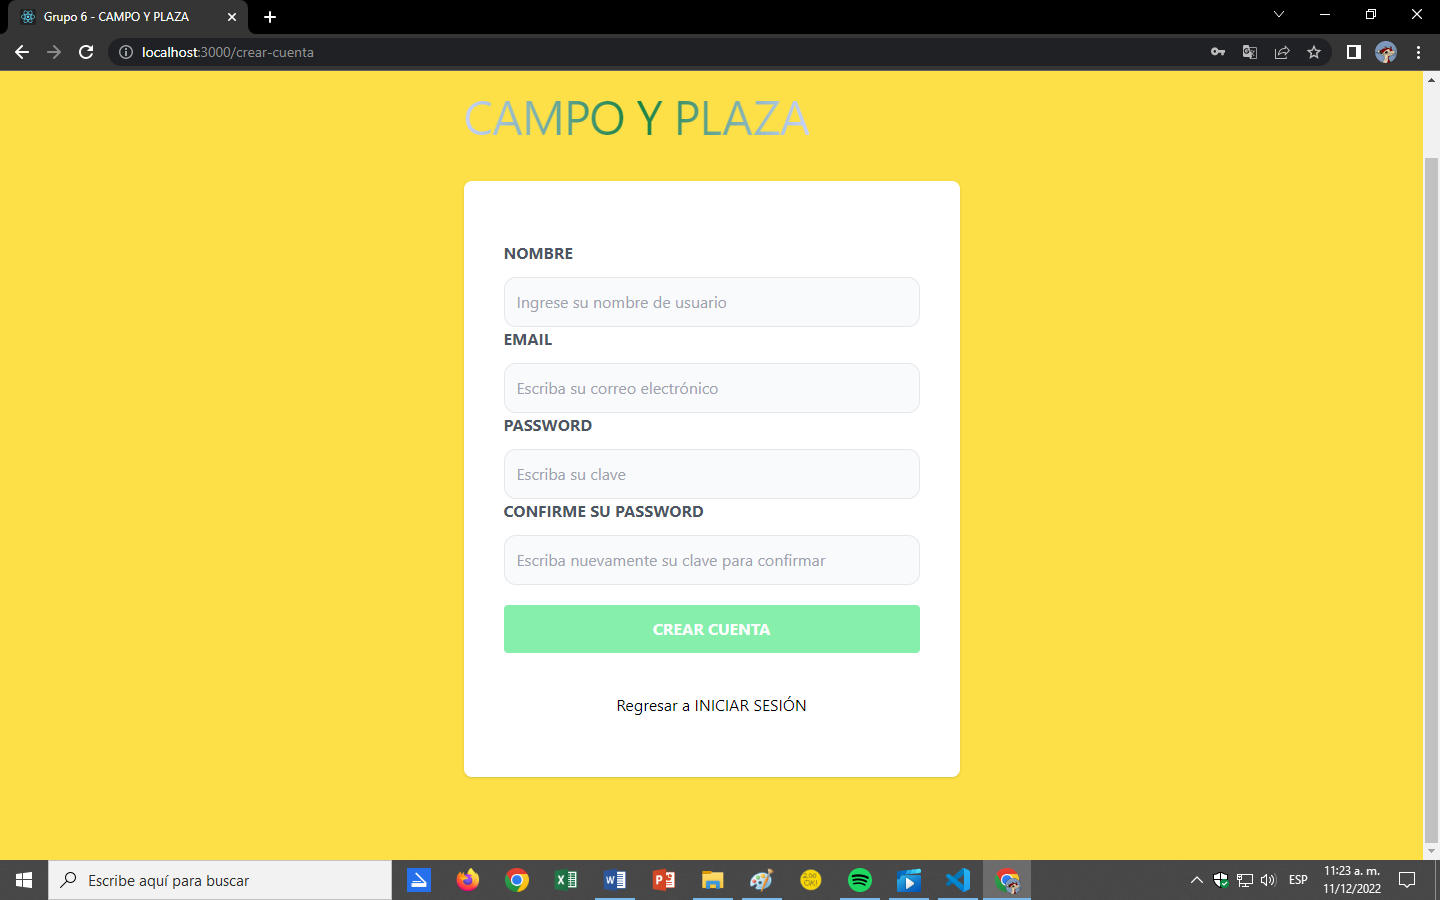 Grupo 6 - CAMPO Y PLAZA
localhost:3000/crear-cuenta
CAMPO Y PLAZA
NOMBRE
Ingrese su nombre de usuario
EMAIL
Escriba su correo electrónico
PASSWORD
Escriba su clave
CONFIRME SU PASSWORD
Escriba nuevamente su clave para confirmar
CREAR CUENTA
Regresar a INICIAR SESIÓN
Escribe aquí para buscar
ESP
11:23 a. m.
11/12/2022